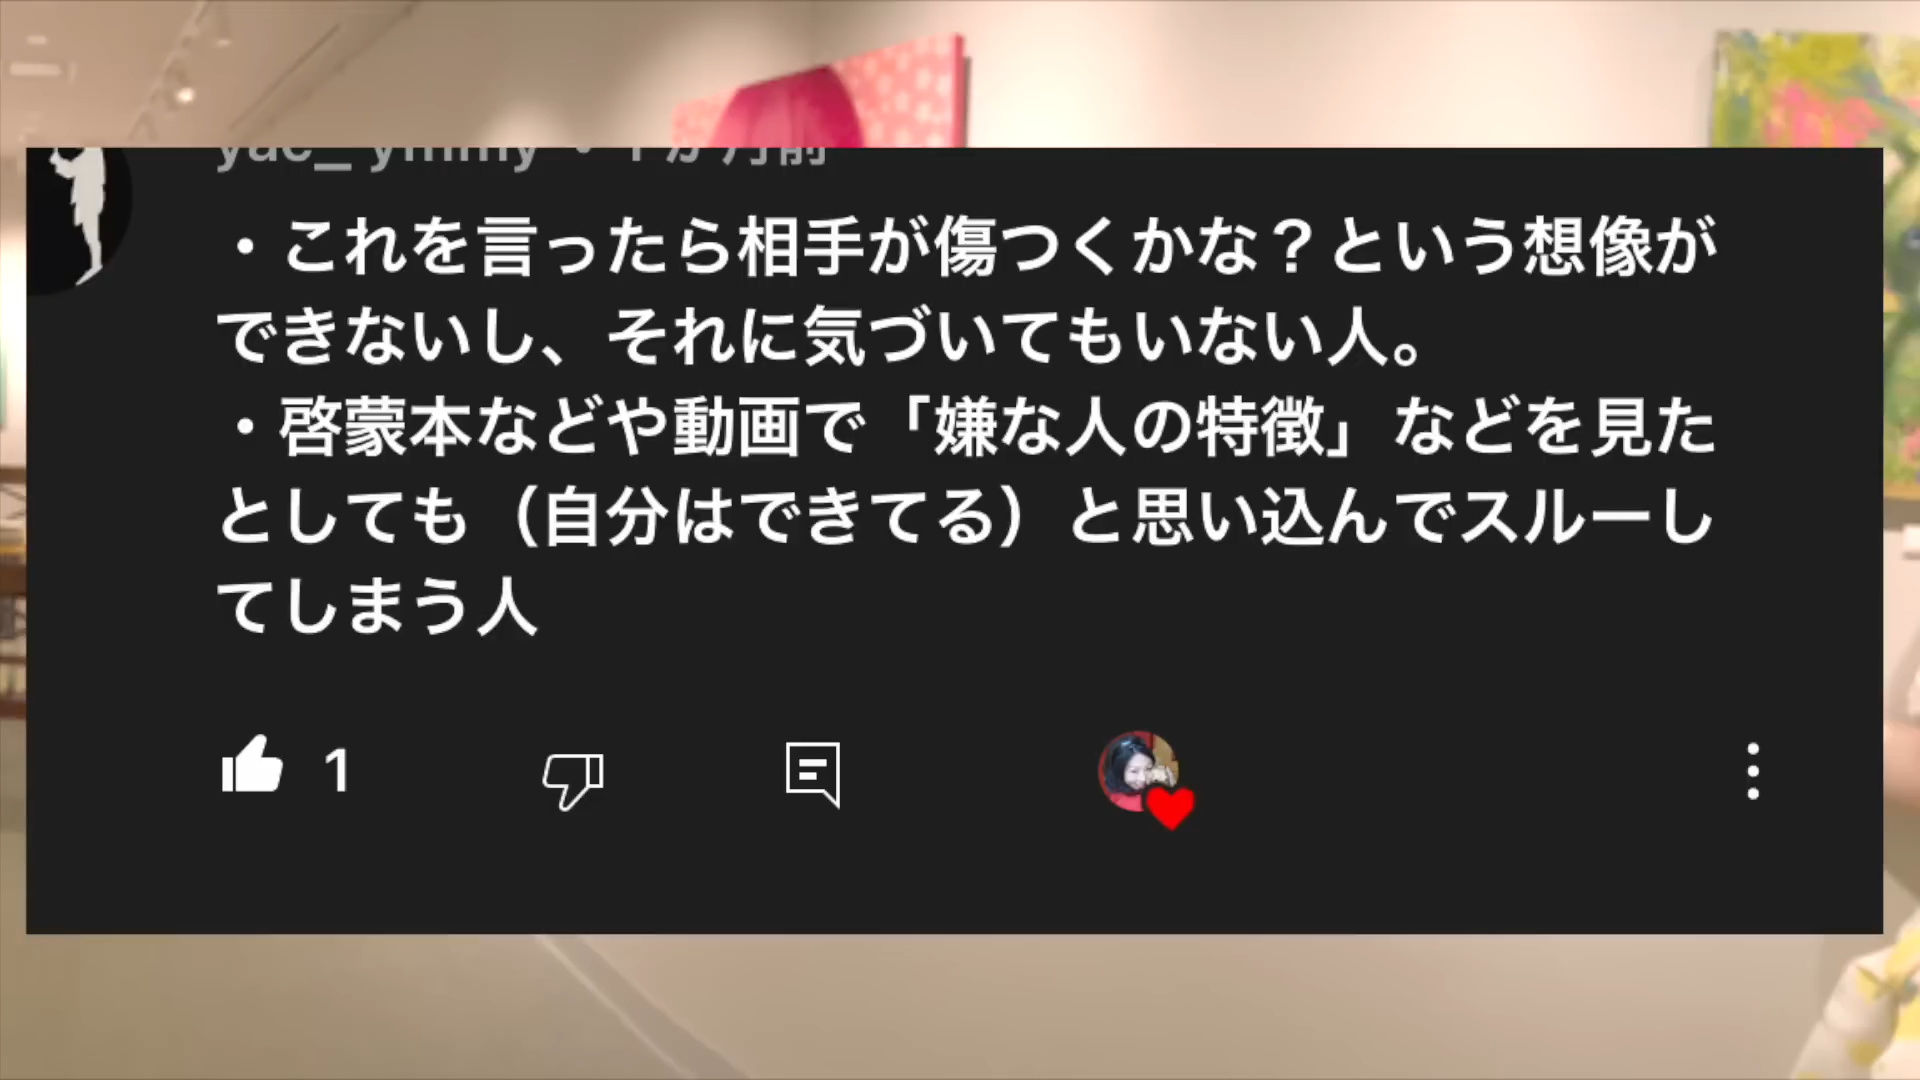 ・これを言ったら相手が傷つくかな？という想像が
できないし、それに気づいてもいない人。
・啓蒙本などや動画で「嫌な人の特徴」などを見た
としても（自分はできてる）と思い込んでスルーし
てしまう人
1